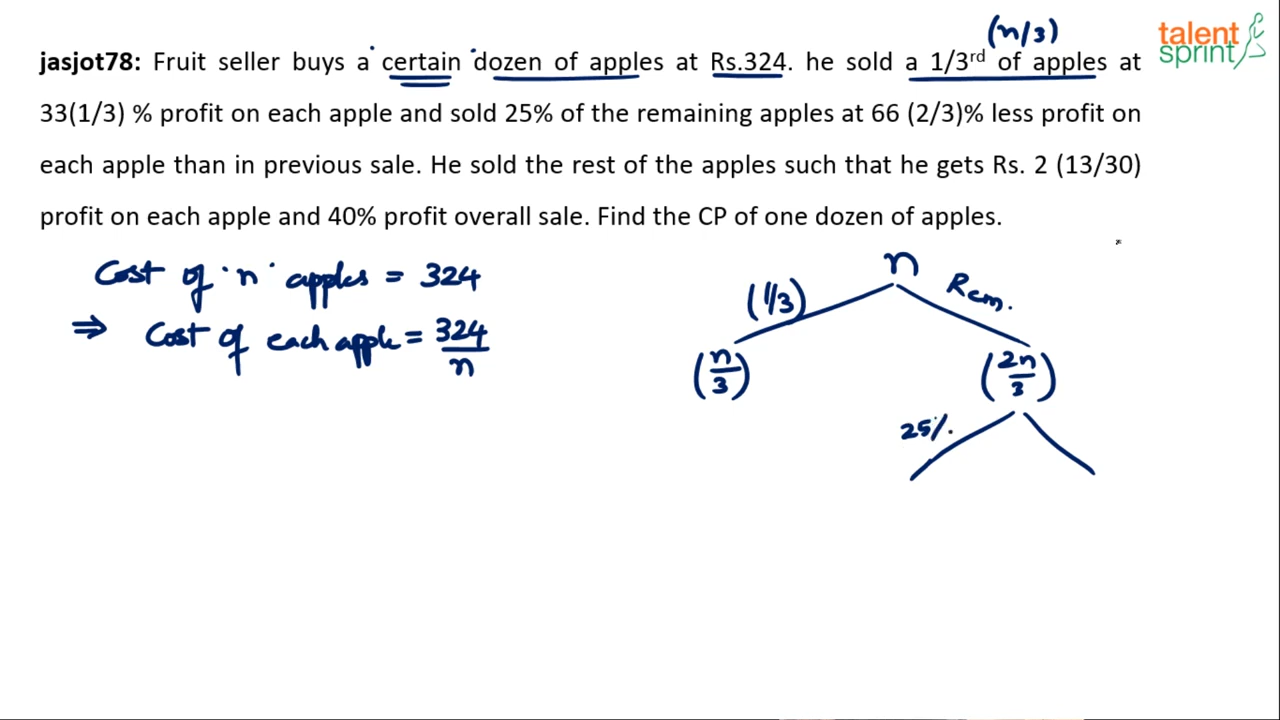 (n/3)
talent
sprint
jasjot78: Fruit seller buys a 'certain 'dozen of apples at Rs.324. he sold a 1/3rd of apples at
33(1/3) % profit on each apple and sold 25% of the remaining apples at 66 (2/3)% less profit on
each apple than in previous sale. He sold the rest of the apples such that he gets Rs. 2 (13/30)
profit on each apple and 40% profit overall sale. Find the CP of one dozen of apples.
Cost of 'n' apples = 324
⇒ Cost of each apple = 324/n
n
(1/3)
Rem.
(n/3)
(2n/3)
25%.